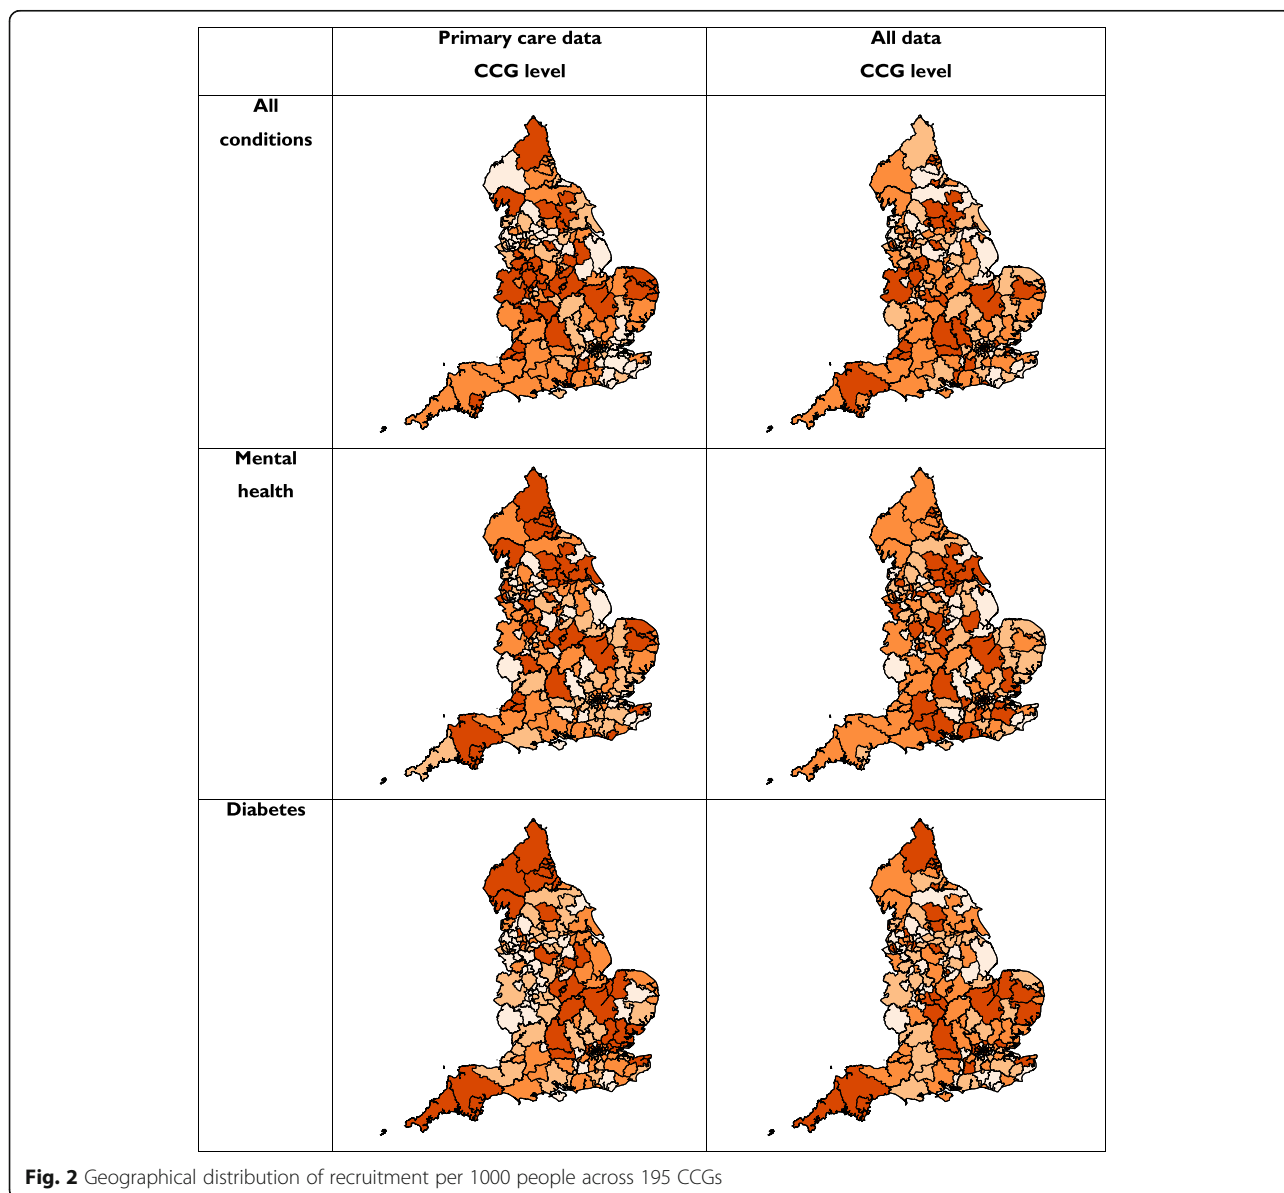 Primary care data
CCG level
All data
CCG level
All
conditions
Mental
health
Diabetes
Fig. 2 Geographical distribution of recruitment per 1000 people across 195 CCGs